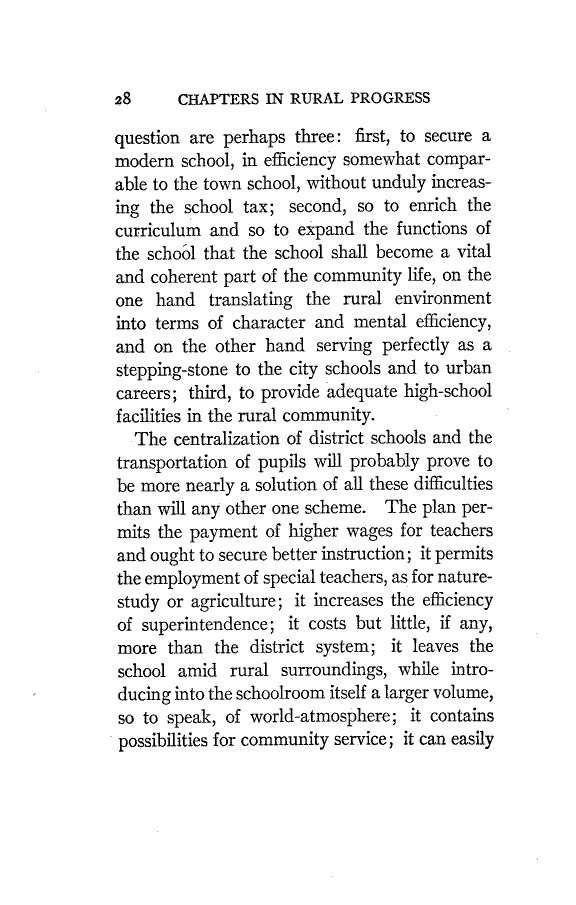 28 CHAPTERS IN RURAL PROGRESS
question are perhaps three: first, to secure a
modern school, in efficiency somewhat compar-
able to the town school, without unduly increas-
ing the school tax; second, so to enrich the
curriculum and so to expand the functions of
the school that the school shall become a vital
and coherent part of the community life, on the
one hand translating the rural environment
into terms of character and mental efficiency,
and on the other hand serving perfectly as a
stepping-stone to the city schools and to urban
careers; third, to provide adequate high-school
facilities in the rural community.
The centralization of district schools and the
transportation of pupils will probably prove to
be more nearly a solution of all these difficulties
than will any other one scheme. The plan per-
mits the payment of higher wages for teachers
and ought to secure better instruction; it permits
the employment of special teachers, as for nature-
study or agriculture; it increases the efficiency
of superintendence; it costs but little, if any,
more than the district system; it leaves the
school amid rural surroundings, while intro-
ducing into the schoolroom itself a larger volume,
so to speak, of world-atmosphere; it contains
possibilities for community service; it can easily